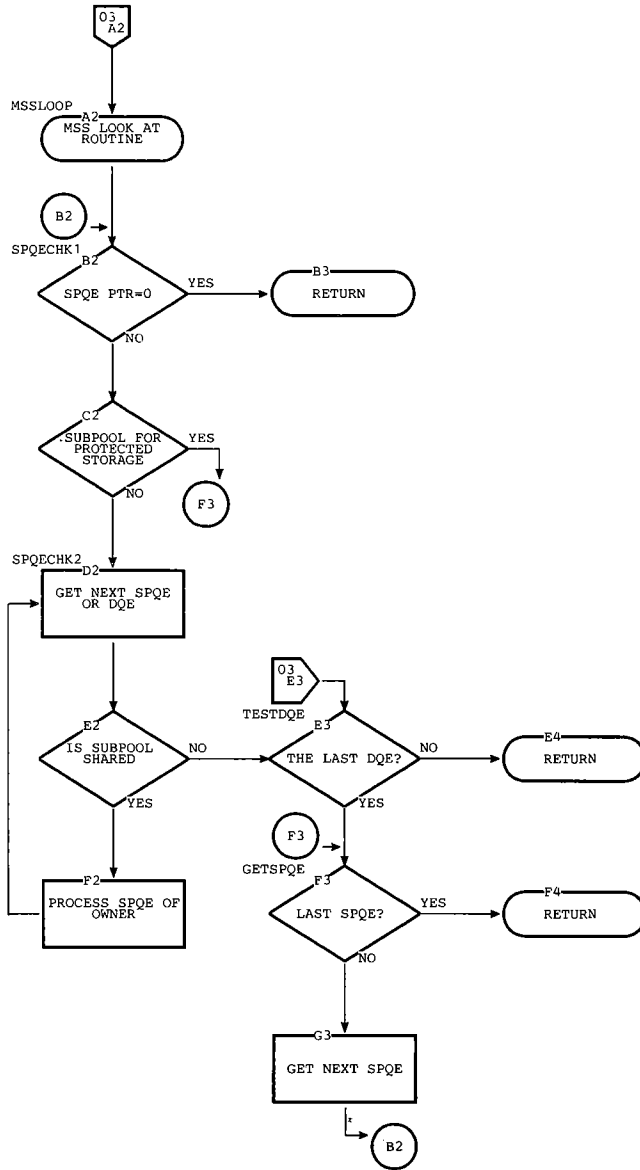 03
A2
MSSLOOP
A2
MSS LOOK AT
ROUTINE
B2
SPQECHK1
B2
SPQE PTR=0
YES
B3
RETURN
NO
C2
SUBPOOL FOR
PROTECTED
STORAGE
YES
NO
F3
SPQECHK2
D2
GET NEXT SPQE
OR DQE
03
E3
TESTDQE
E2
IS SUBPOOL
SHARED
NO
E3
THE LAST DQE?
NO
E4
RETURN
YES
YES
F3
GETSPQE
F2
PROCESS SPQE OF
OWNER
F3
LAST SPQE?
YES
F4
RETURN
NO
G3
GET NEXT SPQE
B2